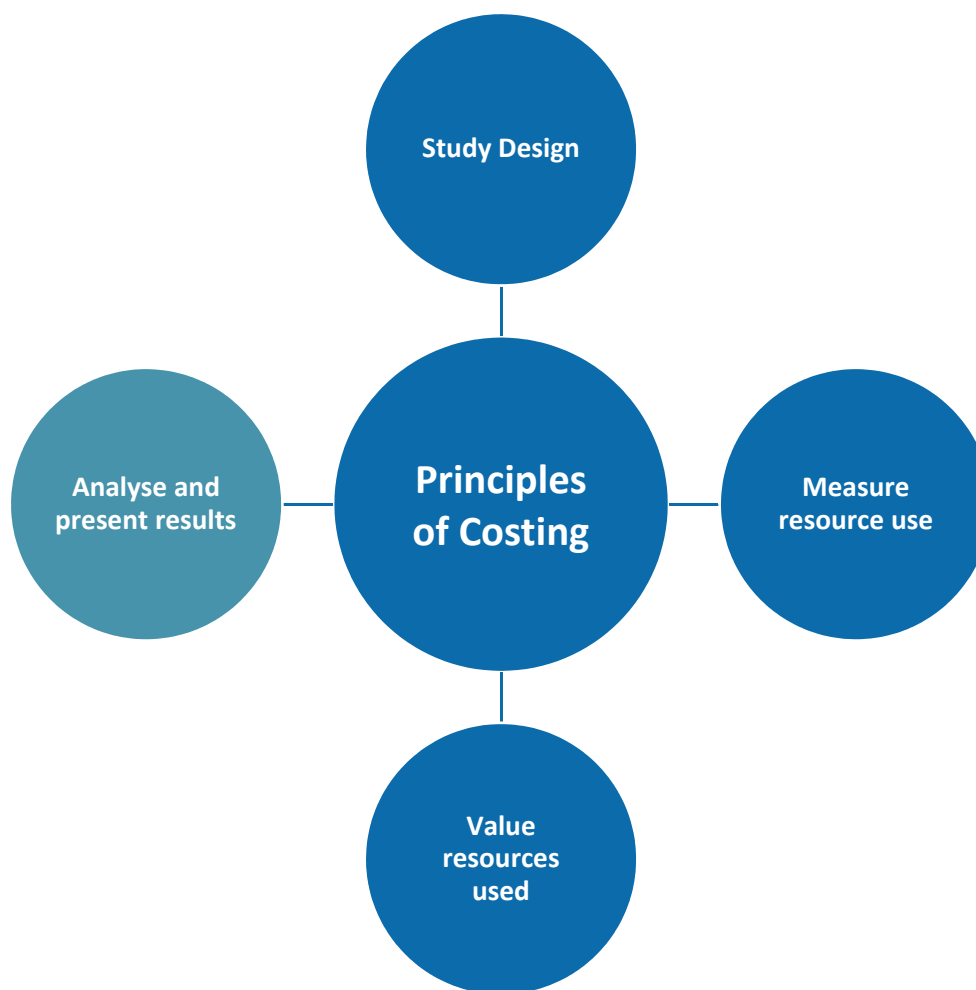 Study Design
Analyse and
present results
Principles
of Costing
Measure
resource use
Value
resources
used